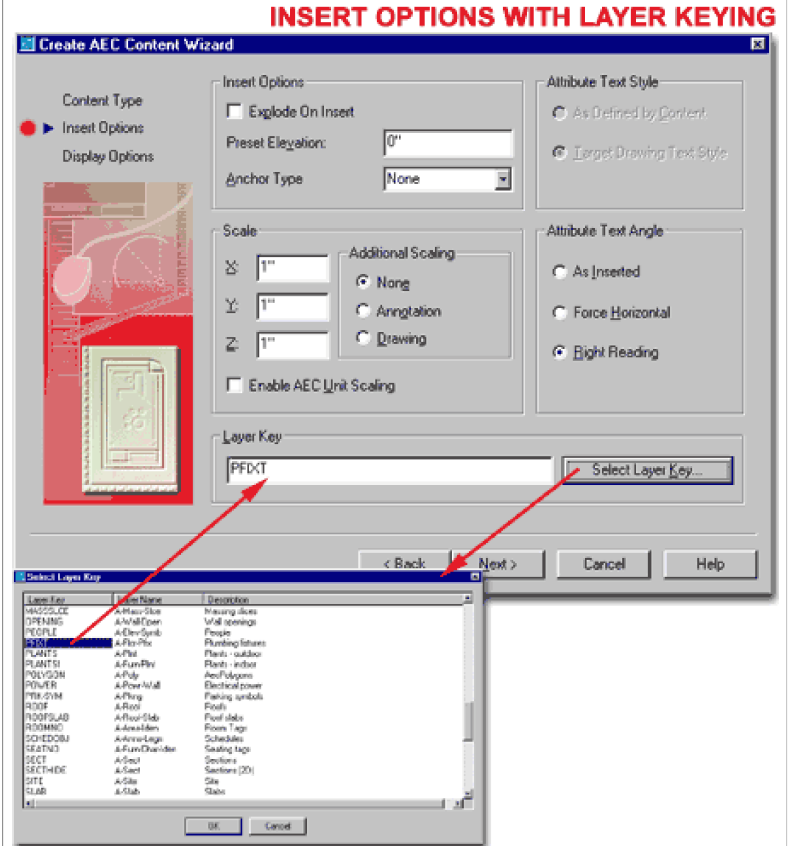 INSERT OPTIONS WITH LAYER KEYING
Create AEC Content Wizard
Content Type
Insert Options
Display Options
Insert Options
Explode On Insert
Preset Elevation: 0"
Anchor Type None
Attribute Text Style
As Defined by Content
Target Drawing Text Style
Scale
X: 1"
Y: 1"
Z: 1"
Additional Scaling
None
Annotation
Drawing
Enable AEC Unit Scaling
Attribute Text Angle
As Inserted
Force Horizontal
Right Reading
Layer Key
PFIXT Select Layer Key...
< Back Next > Cancel Help
Select Layer Key
Layer Key Layer Name Description
MASSSLCE A-Mass-Slce Massing slices
OPENING A-Wall-Open Wall openings
PEOPLE A-Elev-Symb People
PFIXT A-Flor-Pfix Plumbing fixtures
PLANTS A-Plnt Plants - outdoor
PLANTSI A-Furn-Plnt Plants - indoor
POLYGON A-Poly AecPolygons
POWER A-Powr-Wall Electrical power
PRK-SYM A-Pkng Parking symbols
ROOF A-Roof Roofs
ROOFSLAB A-Roof-Slab Roof slabs
ROOMNO A-Area-Iden Room Tags
SCHEDOBJ A-Anno-Legn Schedules
SEATNO A-Furn-Char-Iden Seating tags
SECT A-Sect Sections
SECTHIDE A-Sect Sections (2D)
SITE A-Site Site
SLAB A-Slab Slabs
OK Cancel